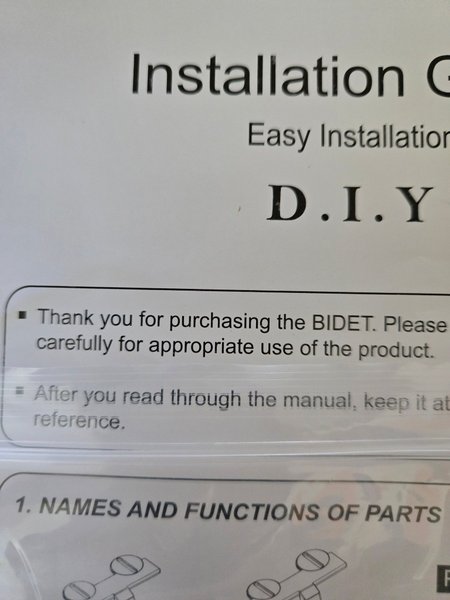 Installation
Easy Installation
D.I.Y
▪ Thank you for purchasing the BIDET. Please
carefully for appropriate use of the product.
▪ After you read through the manual, keep it at
reference.
1. NAMES AND FUNCTIONS OF PARTS